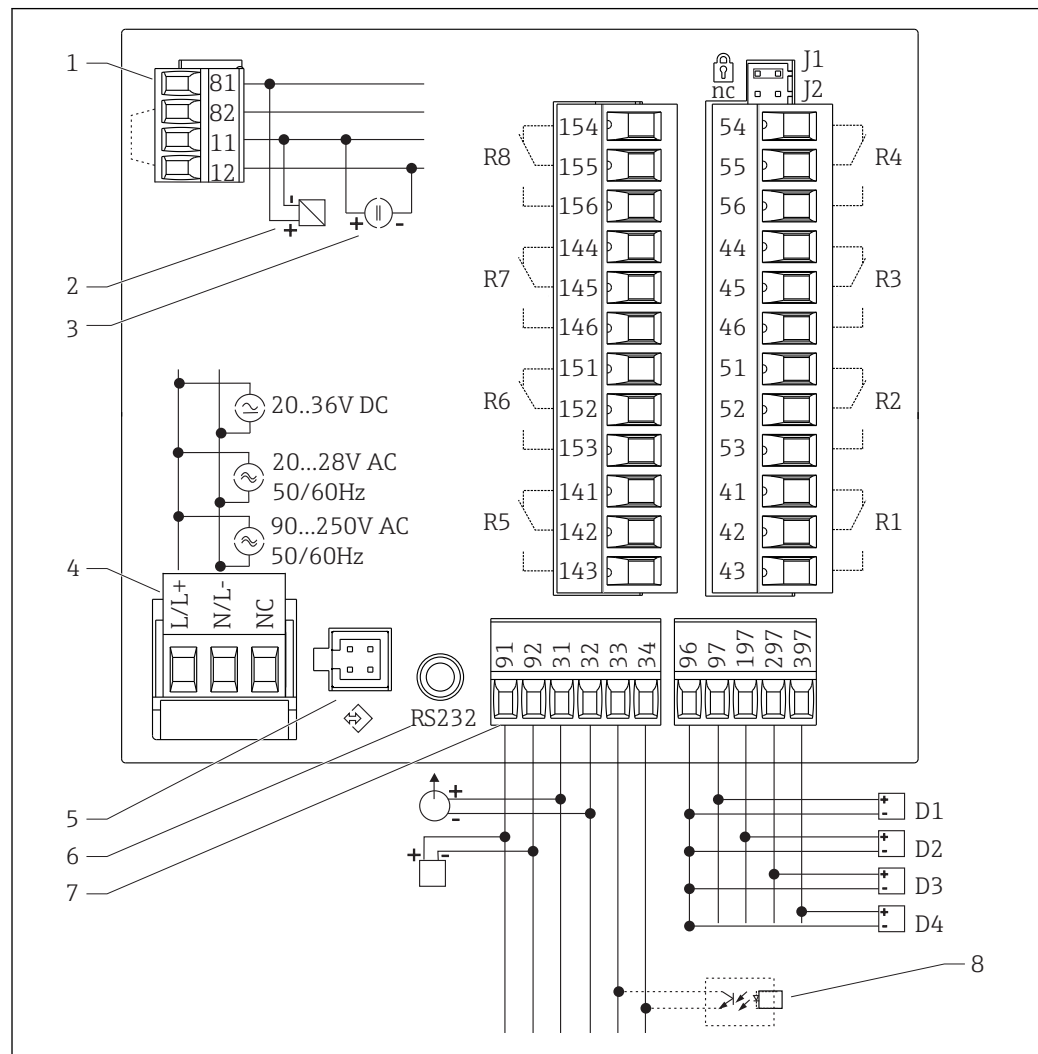 1
81
82
11
12
2
3
+
-
+
-
nc
J1
J2
R8
154
155
156
R7
144
145
146
R6
151
152
153
R5
141
142
143
54
55
56
R4
44
45
46
R3
51
52
53
R2
41
42
43
R1
20..36V DC
20...28V AC
50/60Hz
90...250V AC
50/60Hz
4
L/L+
N/L-
NC
RS232
91
92
31
32
33
34
96
97
197
297
397
5
6
7
+
-
+
-
+
-
D1
+
-
D2
+
-
D3
+
-
D4
8